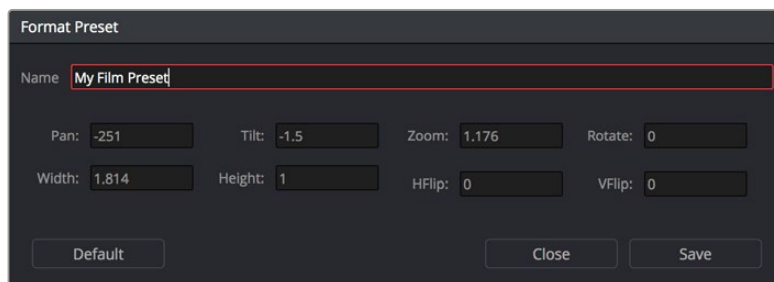 Format Preset
Name My Film Preset
Pan: -251 Tilt: -1.5 Zoom: 1.176 Rotate: 0
Width: 1.814 Height: 1 HFlip: 0 VFlip: 0
Default Close Save